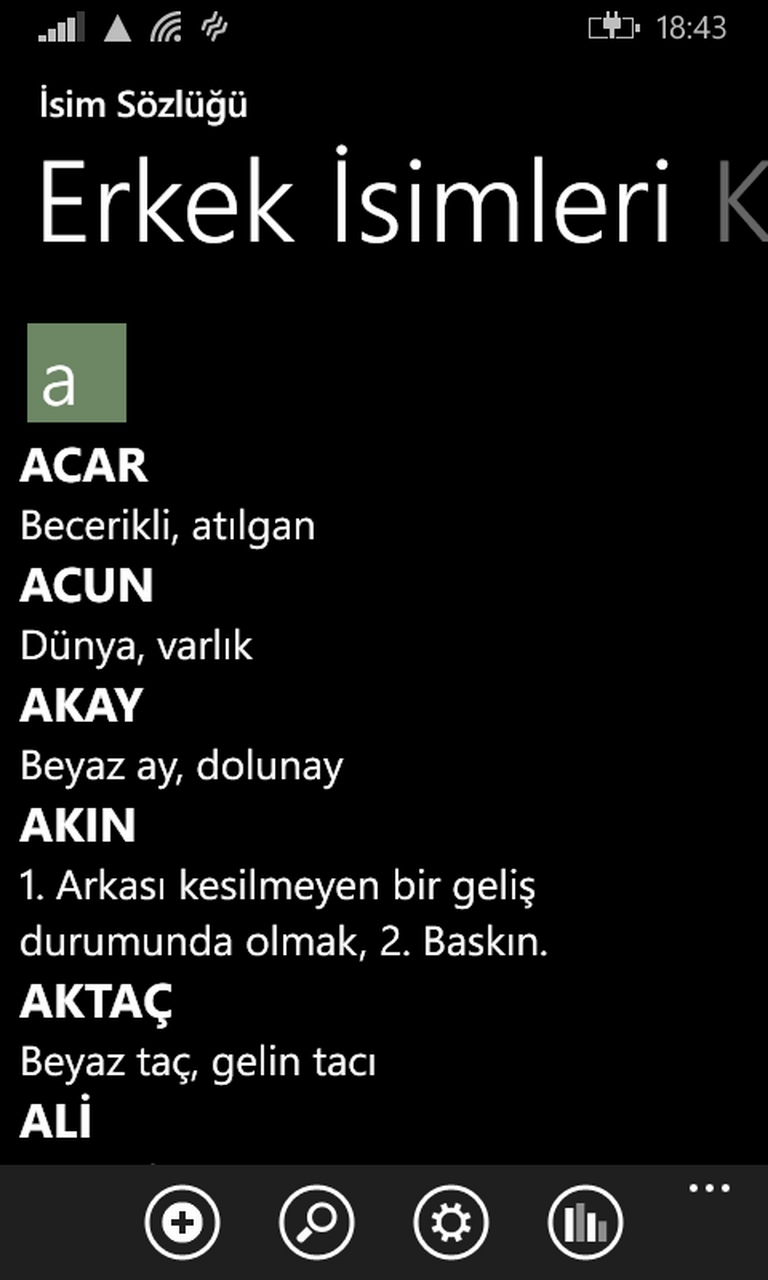 18:43
İsim Sözlüğü
Erkek İsimleri K
a
ACAR
Becerikli, atılgan
ACUN
Dünya, varlık
AKAY
Beyaz ay, dolunay
AKIN
1. Arkası kesilmeyen bir geliş
durumunda olmak, 2. Baskın.
AKTAÇ
Beyaz taç, gelin tacı
ALİ